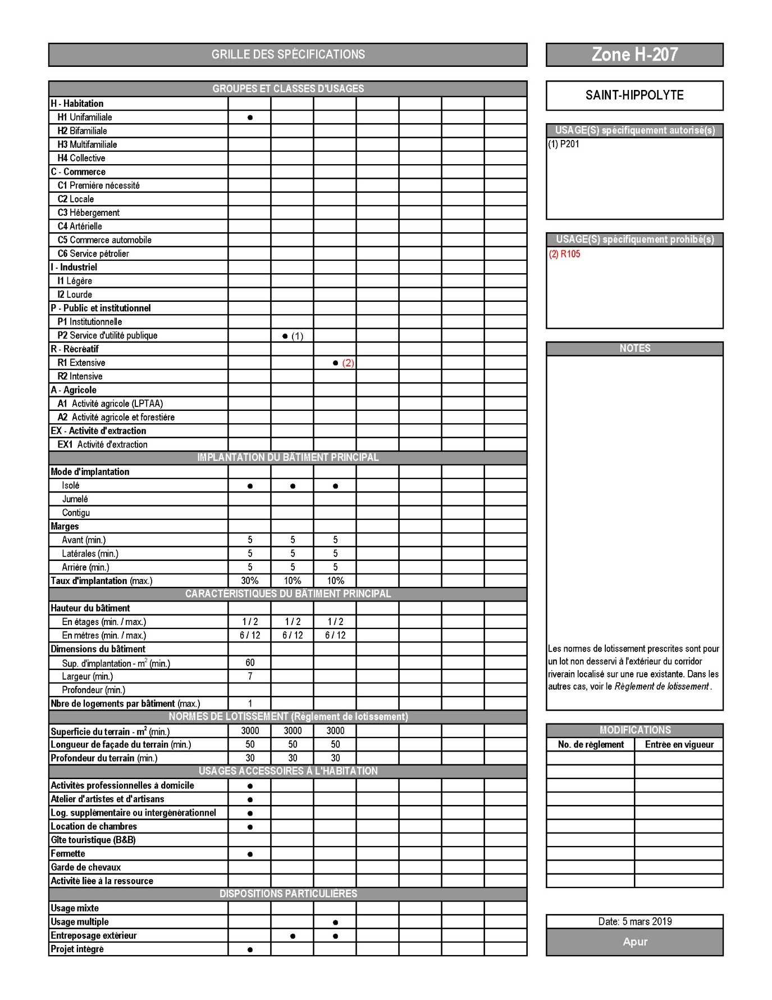 GRILLE DES SPÉCIFICATIONS
Zone H-207
GROUPES ET CLASSES D'USAGES
H - Habitation
H1 Unifamiliale ●
H2 Bifamiliale
H3 Multifamiliale
H4 Collective
C - Commerce
C1 Première nécessité
C2 Locale
C3 Hébergement
C4 Artérielle
C5 Commerce automobile
C6 Service pétrolier
I - Industriel
I1 Légère
I2 Lourde
P - Public et institutionnel
P1 Institutionnelle
P2 Service d'utilité publique ● (1)
R - Récréatif
R1 Extensive ● (2)
R2 Intensive
A - Agricole
A1 Activité agricole (LPTAA)
A2 Activité agricole et forestière
EX - Activité d'extraction
EX1 Activité d'extraction
IMPLANTATION DU BÂTIMENT PRINCIPAL
Mode d'implantation
Isolé ● ● ●
Jumelé
Contigu
Marges
Avant (min.) 5 5 5
Latérales (min.) 5 5 5
Arrière (min.) 5 5 5
Taux d'implantation (max.) 30% 10% 10%
CARACTÉRISTIQUES DU BÂTIMENT PRINCIPAL
Hauteur du bâtiment
En étages (min. / max.) 1 / 2 1 / 2 1 / 2
En mètres (min. / max.) 6 / 12 6 / 12 6 / 12
Dimensions du bâtiment
Sup. d'implantation - m² (min.) 60
Largeur (min.) 7
Profondeur (min.)
Nbre de logements par bâtiment (max.) 1
NORMES DE LOTISSEMENT (Règlement de lotissement)
Superficie du terrain - m² (min.) 3000 3000 3000
Longueur de façade du terrain (min.) 50 50 50
Profondeur du terrain (min.) 30 30 30
USAGES ACCESSOIRES À L'HABITATION
Activités professionnelles à domicile ●
Atelier d'artistes et d'artisans ●
Log. supplémentaire ou intergénérationnel ●
Location de chambres ●
Gîte touristique (B&B)
Fermette ●
Garde de chevaux
Activité liée à la ressource
DISPOSITIONS PARTICULIÈRES
Usage mixte
Usage multiple ●
Entreposage extérieur ● ●
Projet intégré ●
SAINT-HIPPOLYTE
USAGE(S) spécifiquement autorisé(s)
(1) P201
USAGE(S) spécifiquement prohibé(s)
(2) R105
NOTES
Les normes de lotissement prescrites sont pour
un lot non desservi à l'extérieur du corridor
riverain localisé sur une rue existante. Dans les
autres cas, voir le Règlement de lotissement .
MODIFICATIONS
No. de règlement Entrée en vigueur
Date: 5 mars 2019
Apur